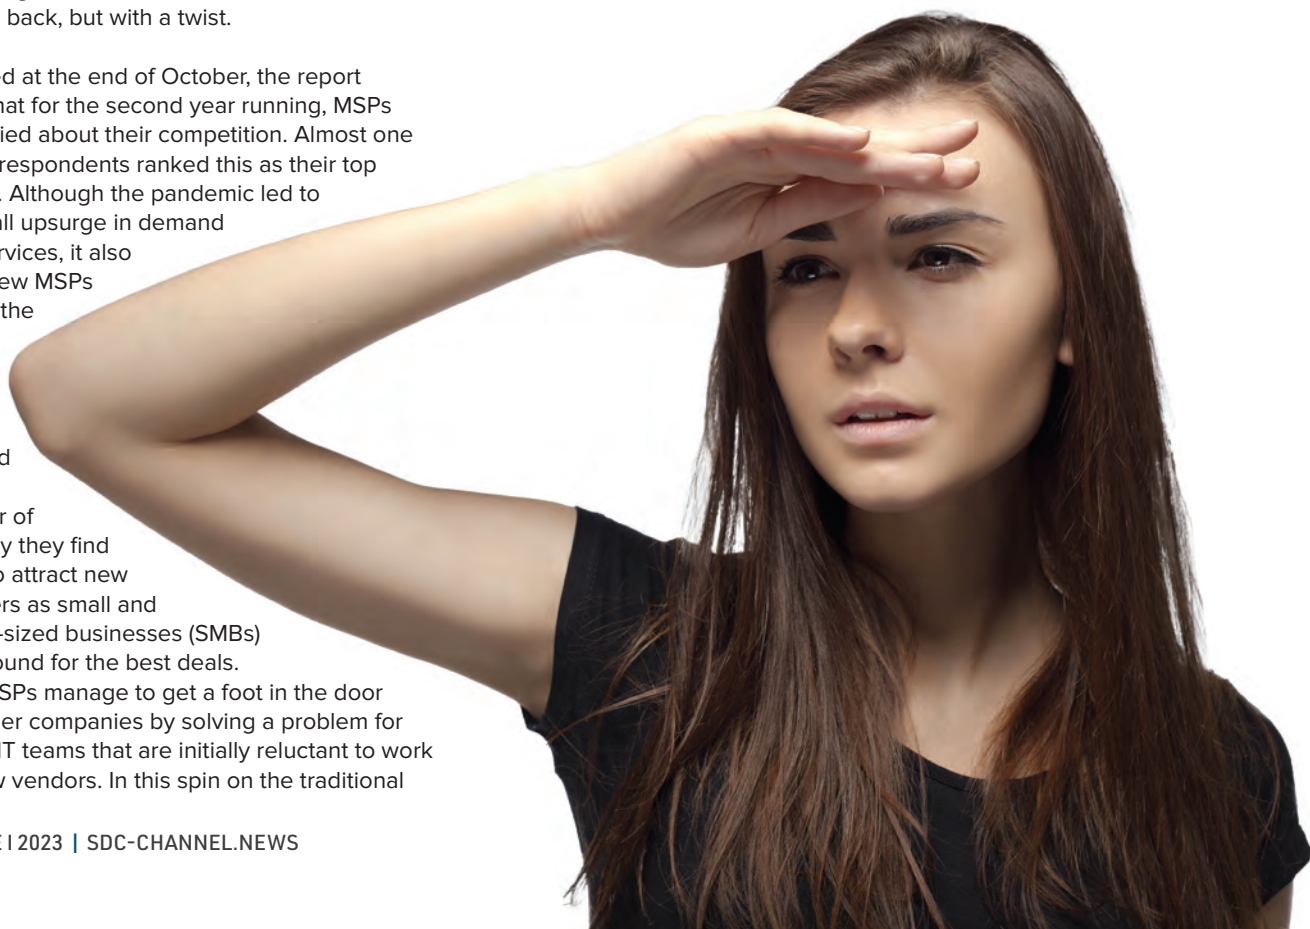 back, but with a twist.
ed at the end of October, the report
hat for the second year running, MSPs
ied about their competition. Almost one
respondents ranked this as their top
. Although the pandemic led to
all upsurge in demand
rvices, it also
ew MSPs
the
d
r of
y they find
o attract new
ers as small and
-sized businesses (SMBs)
ound for the best deals.
SPs manage to get a foot in the door
er companies by solving a problem for
IT teams that are initially reluctant to work
w vendors. In this spin on the traditional
E I 2023 | SDC-CHANNEL.NEWS